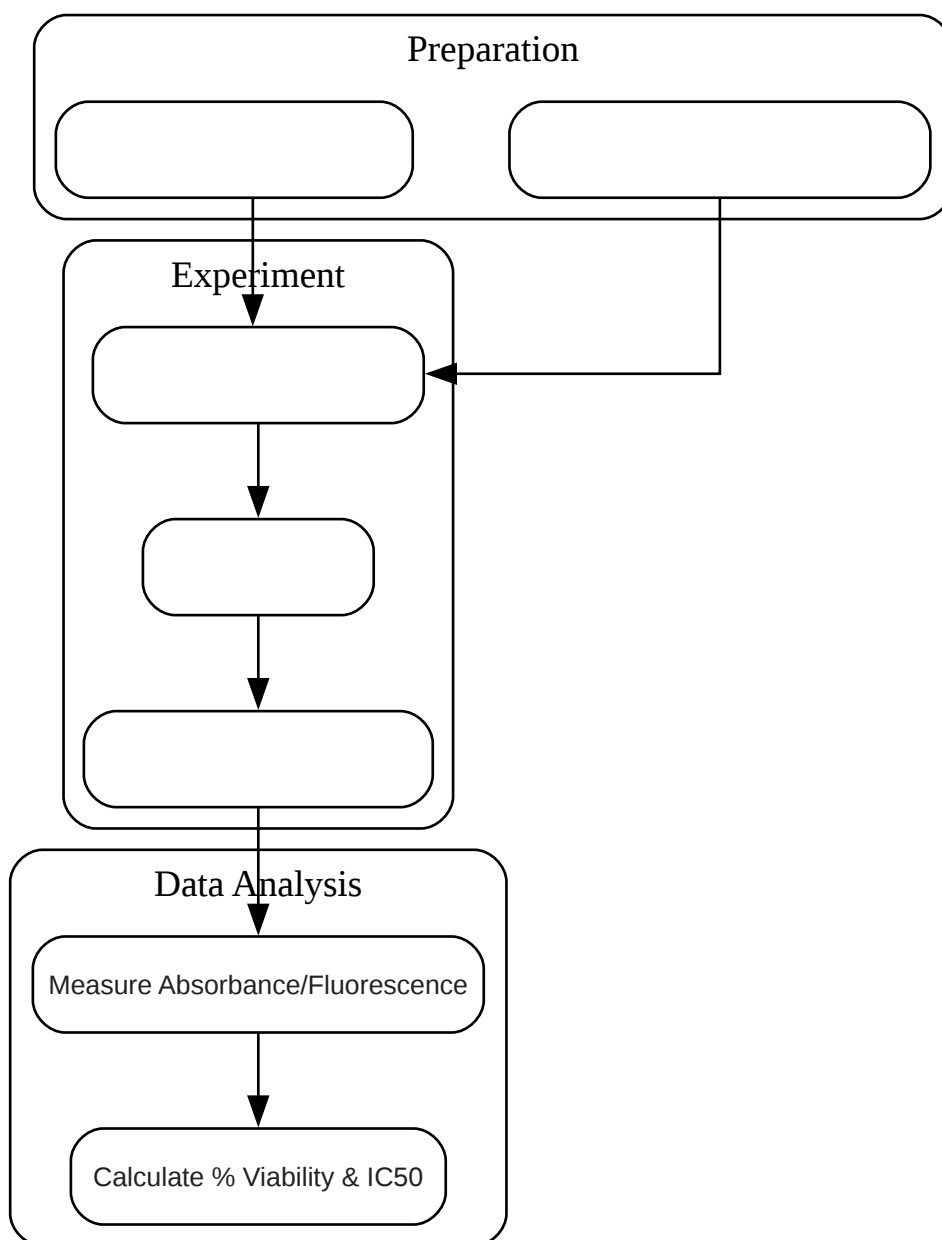 Preparation
Experiment
Data Analysis
Measure Absorbance/Fluorescence
Calculate % Viability & IC50